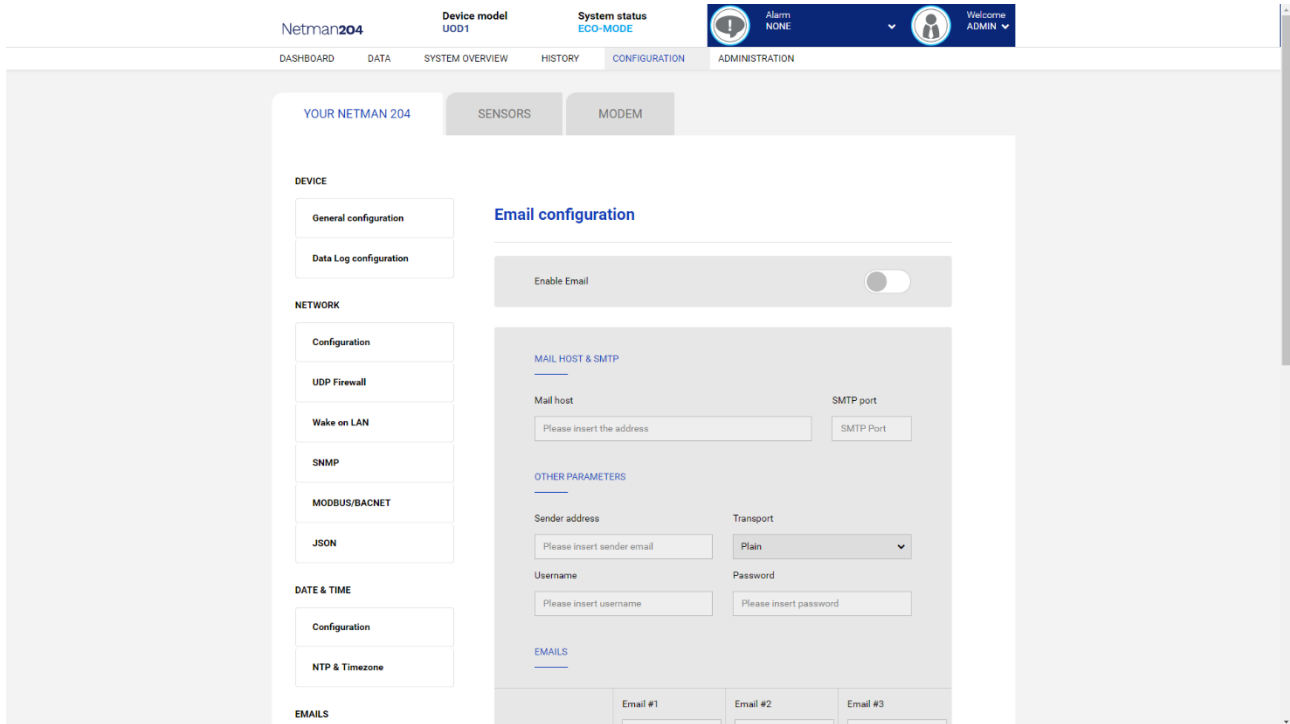 Netman204
Device model
UOD1
System status
ECO-MODE
Alarm
NONE
Welcome
ADMIN
DASHBOARD DATA SYSTEM OVERVIEW HISTORY CONFIGURATION ADMINISTRATION
YOUR NETMAN 204 SENSORS MODEM
DEVICE
General configuration
Data Log configuration
NETWORK
Configuration
UDP Firewall
Wake on LAN
SNMP
MODBUS/BACNET
JSON
DATE & TIME
Configuration
NTP & Timezone
EMAILS
Email configuration
Enable Email
MAIL HOST & SMTP
Mail host SMTP port
Please insert the address SMTP Port
OTHER PARAMETERS
Sender address Transport
Please insert sender email Plain
Username Password
Please insert username Please insert password
EMAILS
Email #1 Email #2 Email #3